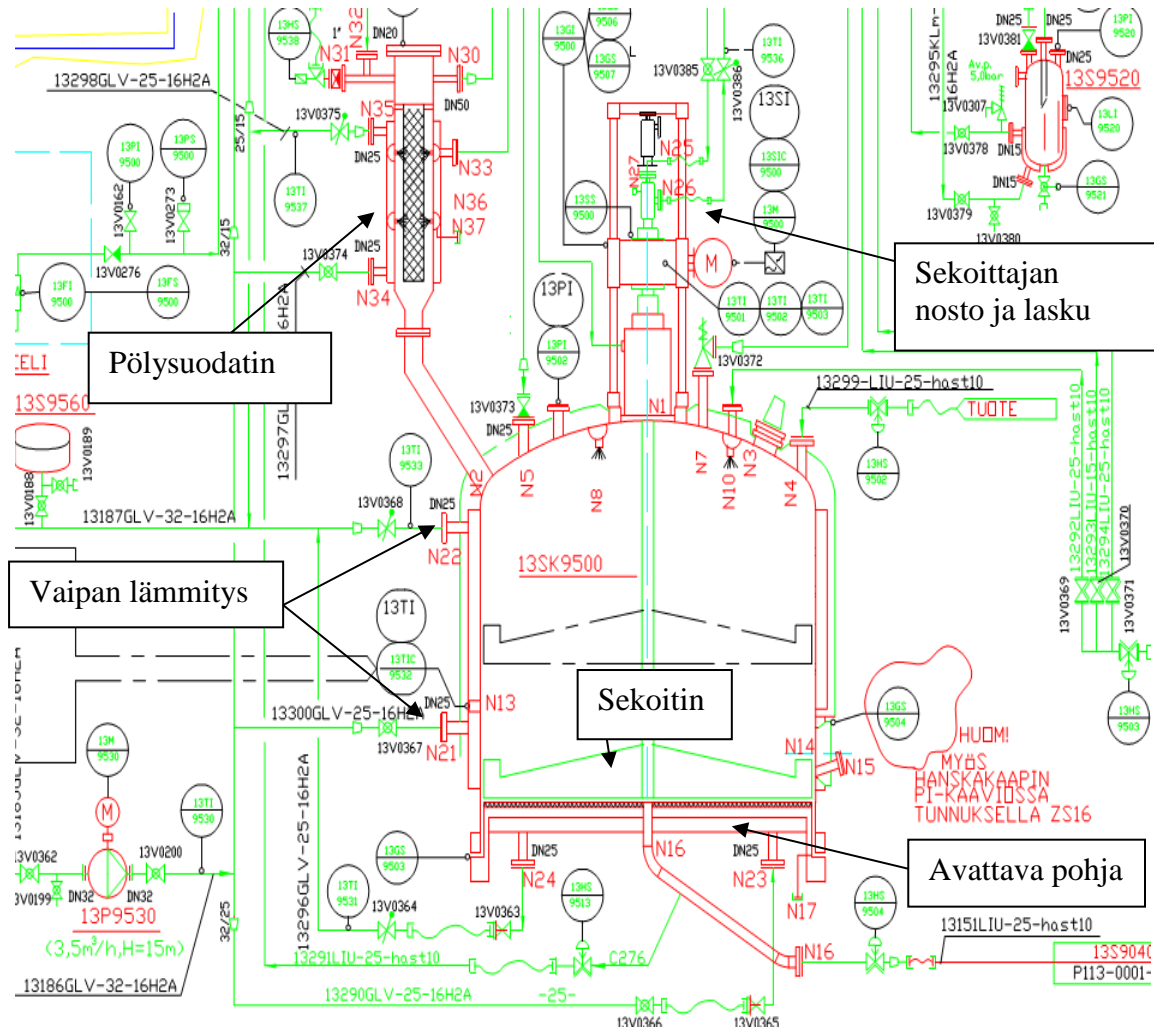 13HS
9538
1"
N31
N32
DN20
N30
13298GLV-25-16H2A
13V0375
N35
DN50
25/15
DN25
N33
13PI
9500
13PS
9500
13V0162
13V0273
13TI
9537
N36
N37
32/15
13V0276
13V0374
DN25
N34
13FI
9500
13FS
9500
13GI
9500
9506
13GS
9507
L
13TI
9536
13V0385
13V0386
13SI
13SIC
9500
13M
9500
N25
N27
N26
13SS
9500
M
13TI
9501
13TI
9502
13TI
9503
13PI
13PI
9502
DN25
DN25
13V0381
13PI
9520
13295KLm-
16H2A
13S9520
Av.p.
5,0bar
13V0307
13LI
9520
13V0378
DN15
DN15
13GS
9521
13V0379
13V0380
Sekoittajan
nosto ja lasku
Pölysuodatin
CELI
13S9560
13V0189
13V0188
13297GL
16H2A
13V0373
DN25
13V0372
N1
13299-LIU-25-hast10
TUOTE
13HS
9502
N2
N5
N8
N7
N10
N3
N4
13TI
9533
13V0368
DN25
13187GLV-32-16H2A
N22
13SK9500
13292LIU-25-hast10
13293LIU-15-hast10
13294LIU-25-hast10
13V0370
13V0369
13V0371
13HS
9503
Vaipan lämmitys
13TI
13TIC
9532
DN25
N13
13300GLV-25-16H2A
13V0367
N21
Sekoitin
13GS
9504
N14
N15
HUOM!
MYÖS
HANSKAKAAPIN
PI-KAAVIOSSA
TUNNUKSELLA ZS16
13M
9530
M
13TI
9530
13V0362
13V0200
13V0199
DN32
DN32
13P9530
(3,5m³/h,H=15m)
13186GLV-32-16H2A
32/25
13296GLV-25-16H2A
13GS
9503
DN25
N24
13TI
9531
13V0364
13V0363
13HS
9513
N16
DN25
N23
N17
Avattava pohja
13HS
9504
13151LIU-25-hast10
N16
13S9040
P113-0001-
13291LIU-25-hast10
C276
13290GLV-25-16H2A
-25-
13V0366
13V0365